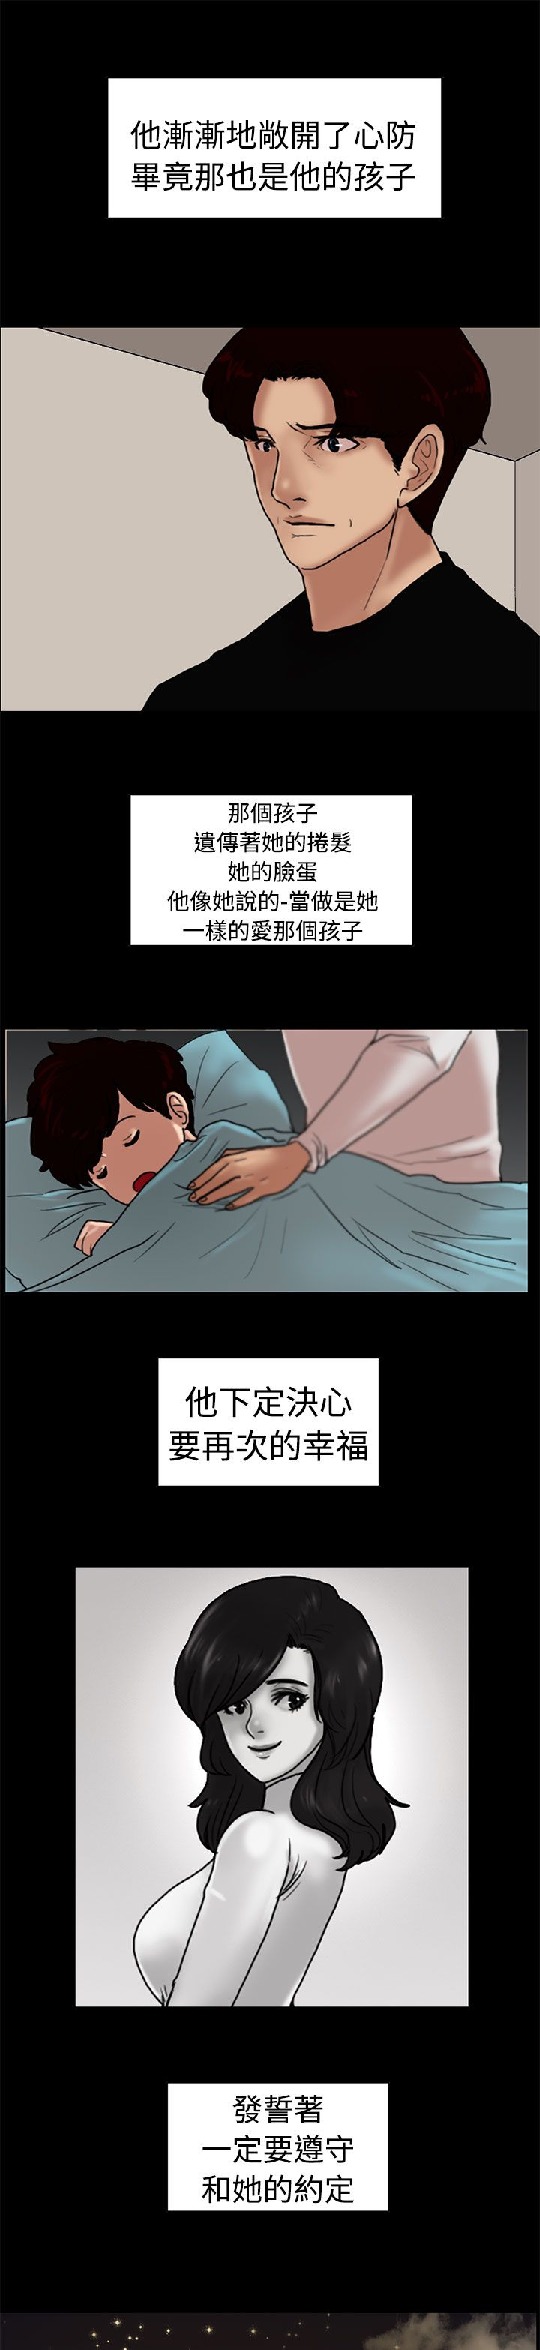 他漸漸地敞開了心防
畢竟那也是他的孩子
那個孩子
遺傳著她的捲髮
她的臉蛋
他像她說的-當做是她
一樣的愛那個孩子
他下定決心
要再次的幸福
發誓著
一定要遵守
和她的約定